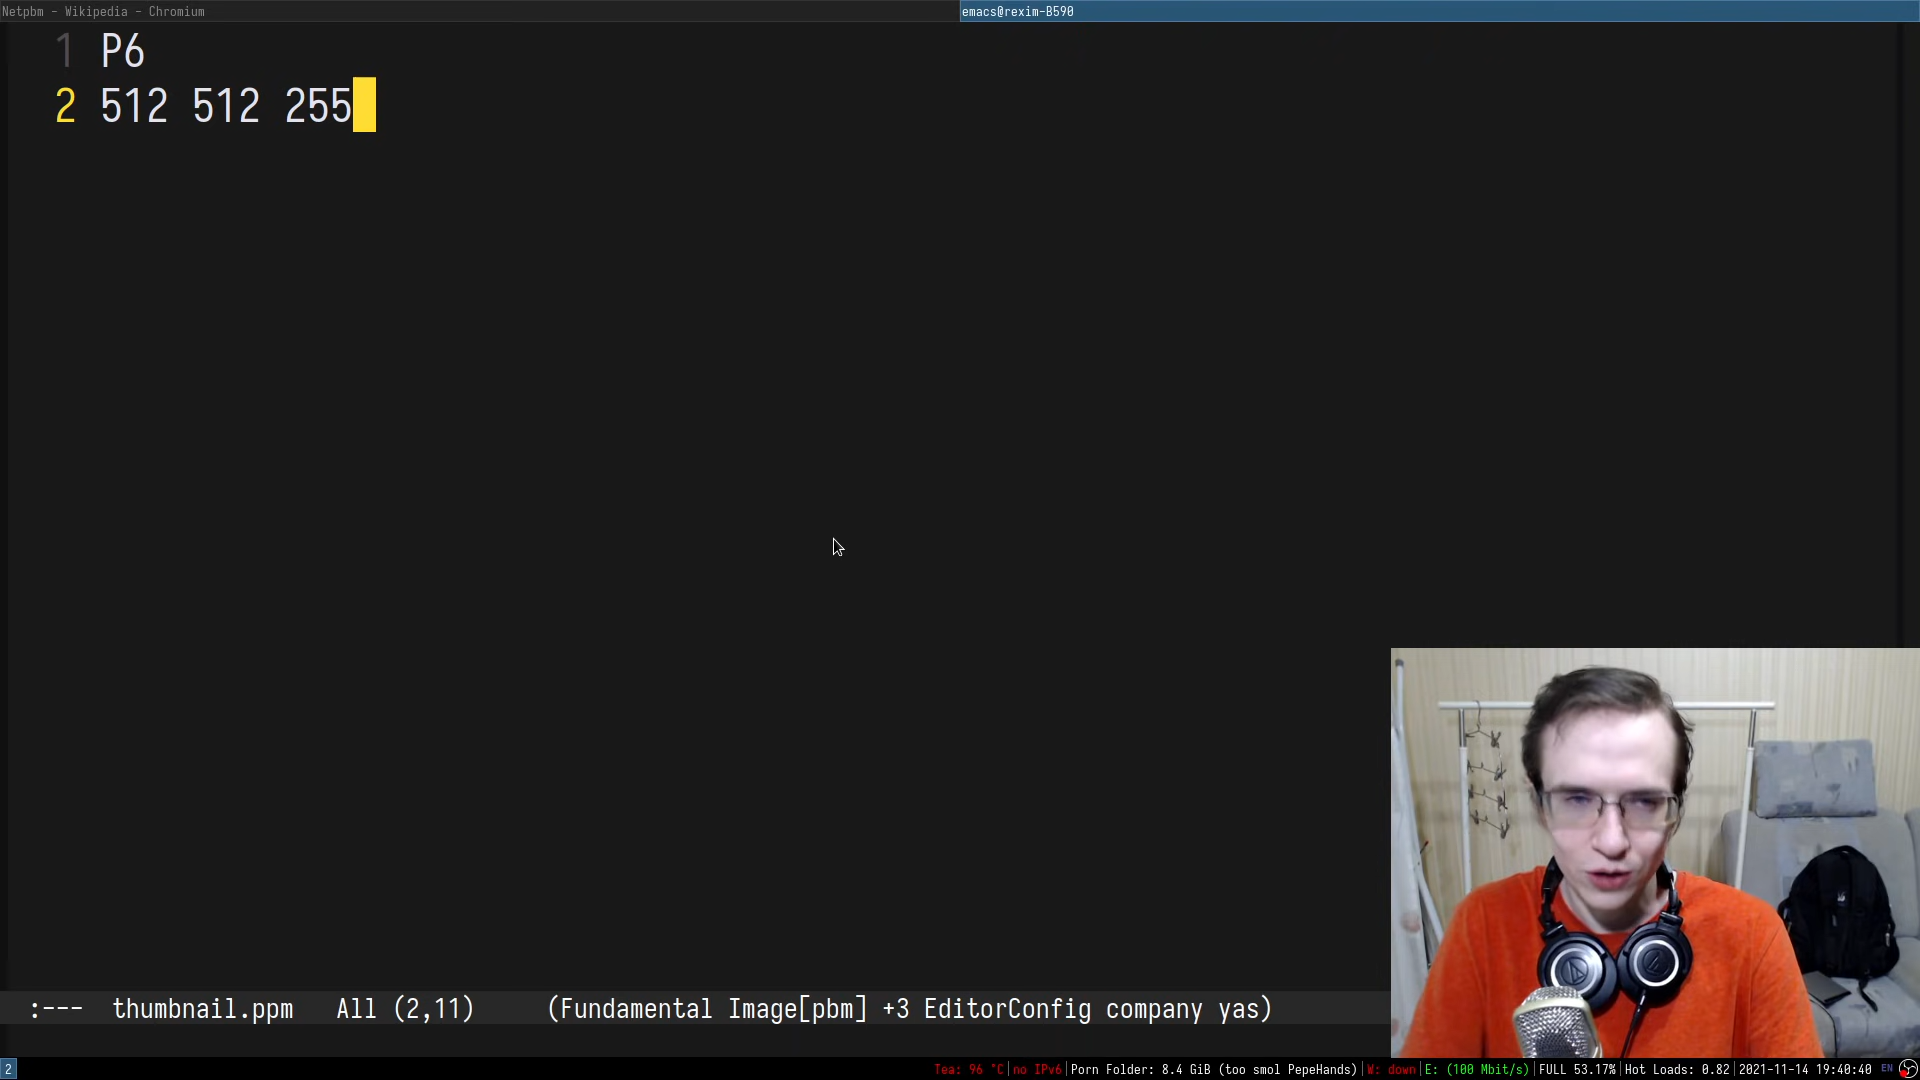 Netpbm - Wikipedia - Chromium
emacs@rexim-B590
1 P6
2 512 512 255
:--- thumbnail.ppm All (2,11) (Fundamental Image[pbm] +3 EditorConfig company yas)
2
Tea: 96 °C|no IPv6|Porn Folder: 8.4 GiB (too smol PepeHands)|W: down|E: (100 Mbit/s)|FULL 53.17%|Hot Loads: 0.82|2021-11-14 19:40:40 EN